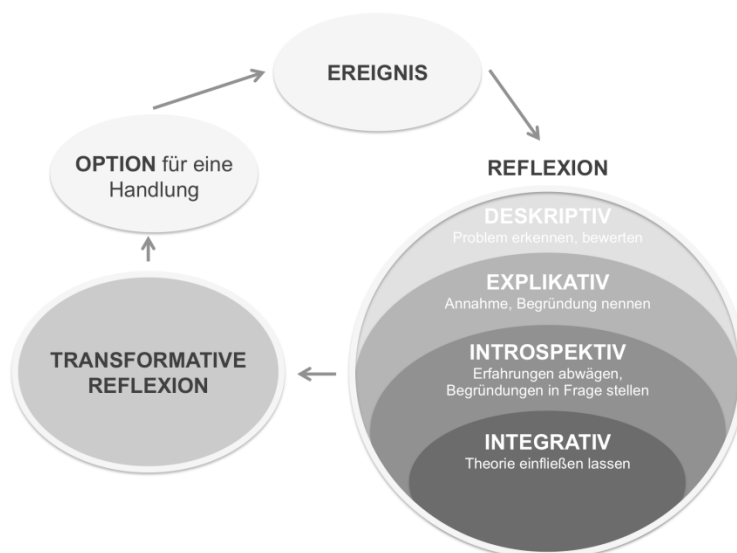 EREIGNIS
OPTION für eine
Handlung
REFLEXION
DESKRIPTIV
Problem erkennen, bewerten
EXPLIKATIV
Annahme, Begründung nennen
INTROSPEKTIV
Erfahrungen abwägen,
Begründungen in Frage stellen
INTEGRATIV
Theorie einfließen lassen
TRANSFORMATIVE
REFLEXION